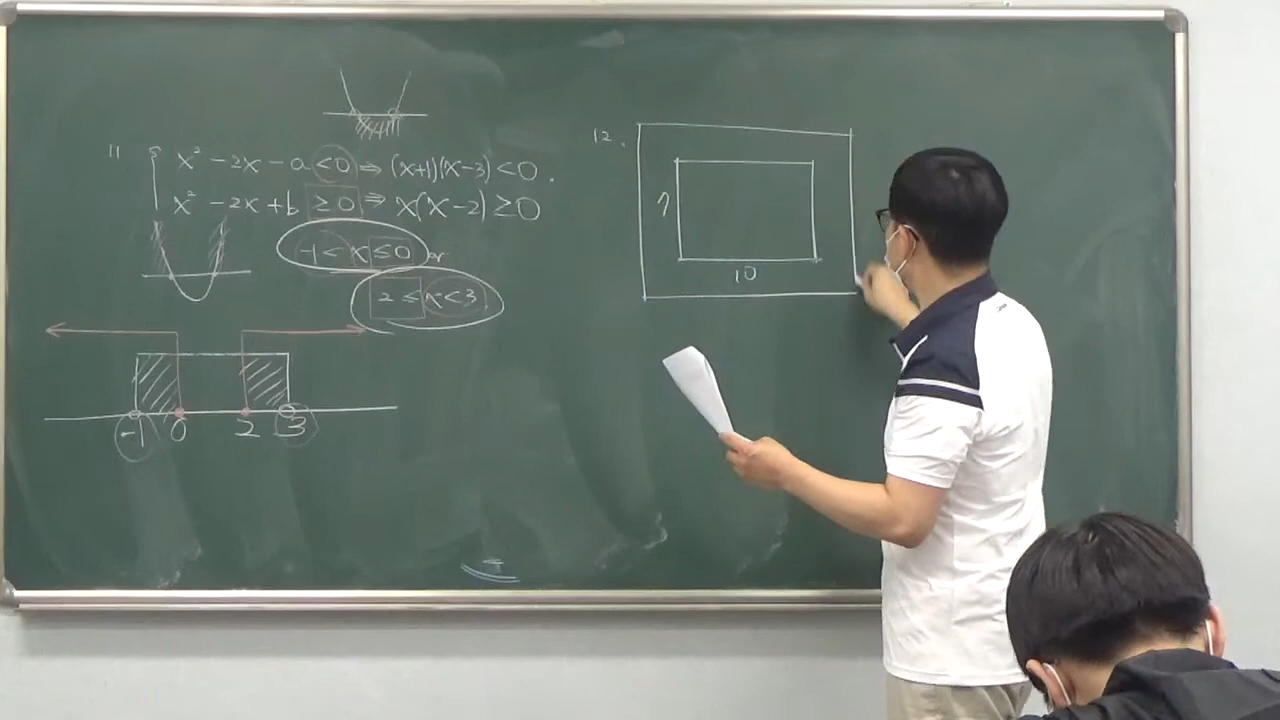 11 { x² - 2x - a < 0 ⇒ (x+1)(x-3) < 0.
x² - 2x + b ≥ 0 ⇒ x(x-2) ≥ 0
-1 < x ≤ 0 or
2 ≤ x < 3
-1 0 2 3
12.
7
10